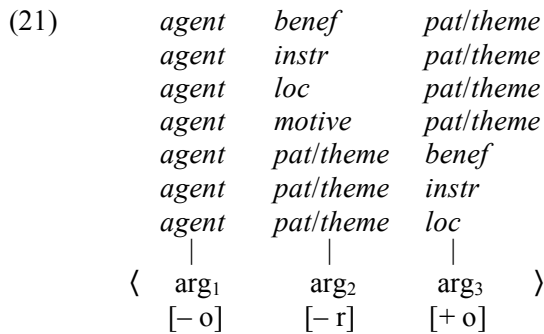 (21) agent benef pat/theme
agent instr pat/theme
agent loc pat/theme
agent motive pat/theme
agent pat/theme benef
agent pat/theme instr
agent pat/theme loc
| | |
⟨ arg₁ arg₂ arg₃ ⟩
[– o] [– r] [+ o]